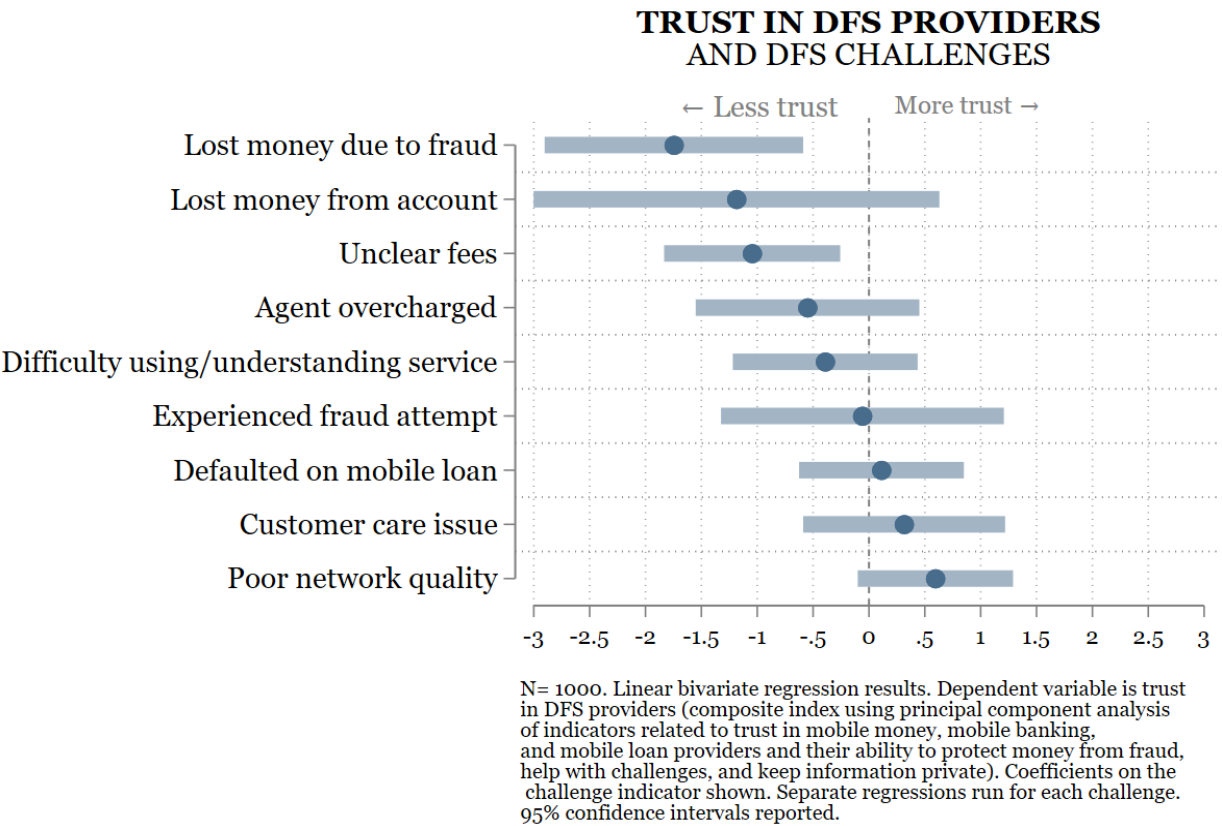 TRUST IN DFS PROVIDERS
AND DFS CHALLENGES
← Less trust
More trust →
Lost money due to fraud
Lost money from account
Unclear fees
Agent overcharged
Difficulty using/understanding service
Experienced fraud attempt
Defaulted on mobile loan
Customer care issue
Poor network quality
-3 -2.5 -2 -1.5 -1 -.5 0 .5 1 1.5 2 2.5 3
N= 1000. Linear bivariate regression results. Dependent variable is trust
in DFS providers (composite index using principal component analysis
of indicators related to trust in mobile money, mobile banking,
and mobile loan providers and their ability to protect money from fraud,
help with challenges, and keep information private). Coefficients on the
challenge indicator shown. Separate regressions run for each challenge.
95% confidence intervals reported.